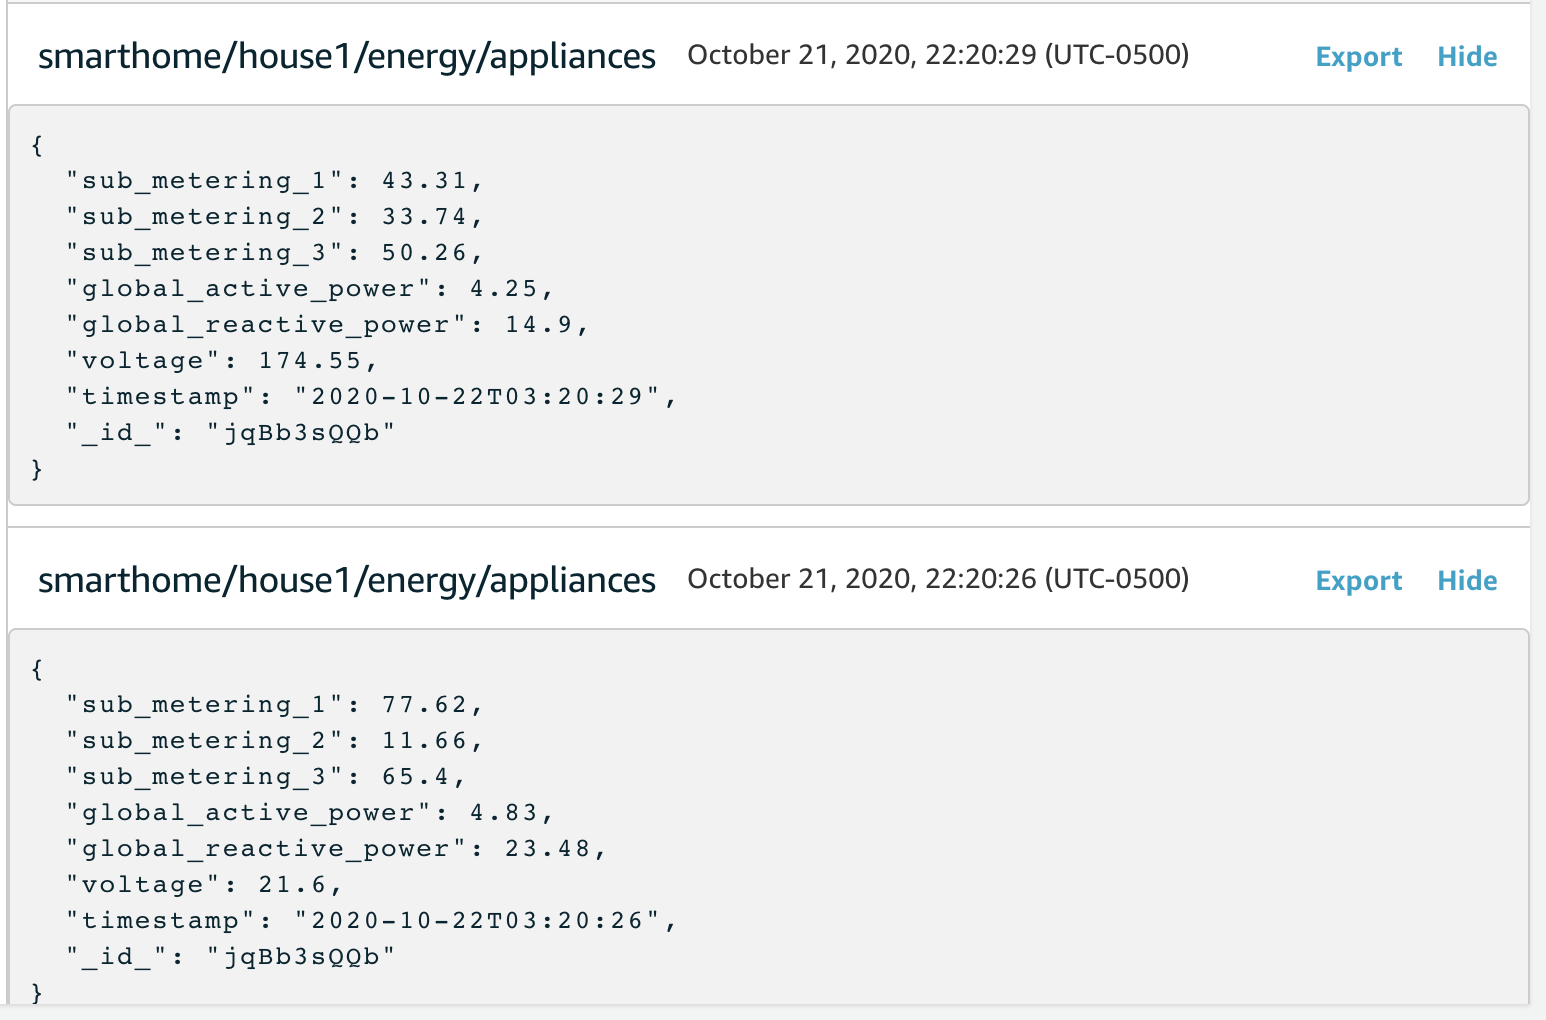 smarthome/house1/energy/appliances October 21, 2020, 22:20:29 (UTC-0500) Export Hide
{
"sub_metering_1": 43.31,
"sub_metering_2": 33.74,
"sub_metering_3": 50.26,
"global_active_power": 4.25,
"global_reactive_power": 14.9,
"voltage": 174.55,
"timestamp": "2020-10-22T03:20:29",
"_id_": "jqBb3sQQb"
}
smarthome/house1/energy/appliances October 21, 2020, 22:20:26 (UTC-0500) Export Hide
{
"sub_metering_1": 77.62,
"sub_metering_2": 11.66,
"sub_metering_3": 65.4,
"global_active_power": 4.83,
"global_reactive_power": 23.48,
"voltage": 21.6,
"timestamp": "2020-10-22T03:20:26",
"_id_": "jqBb3sQQb"
}